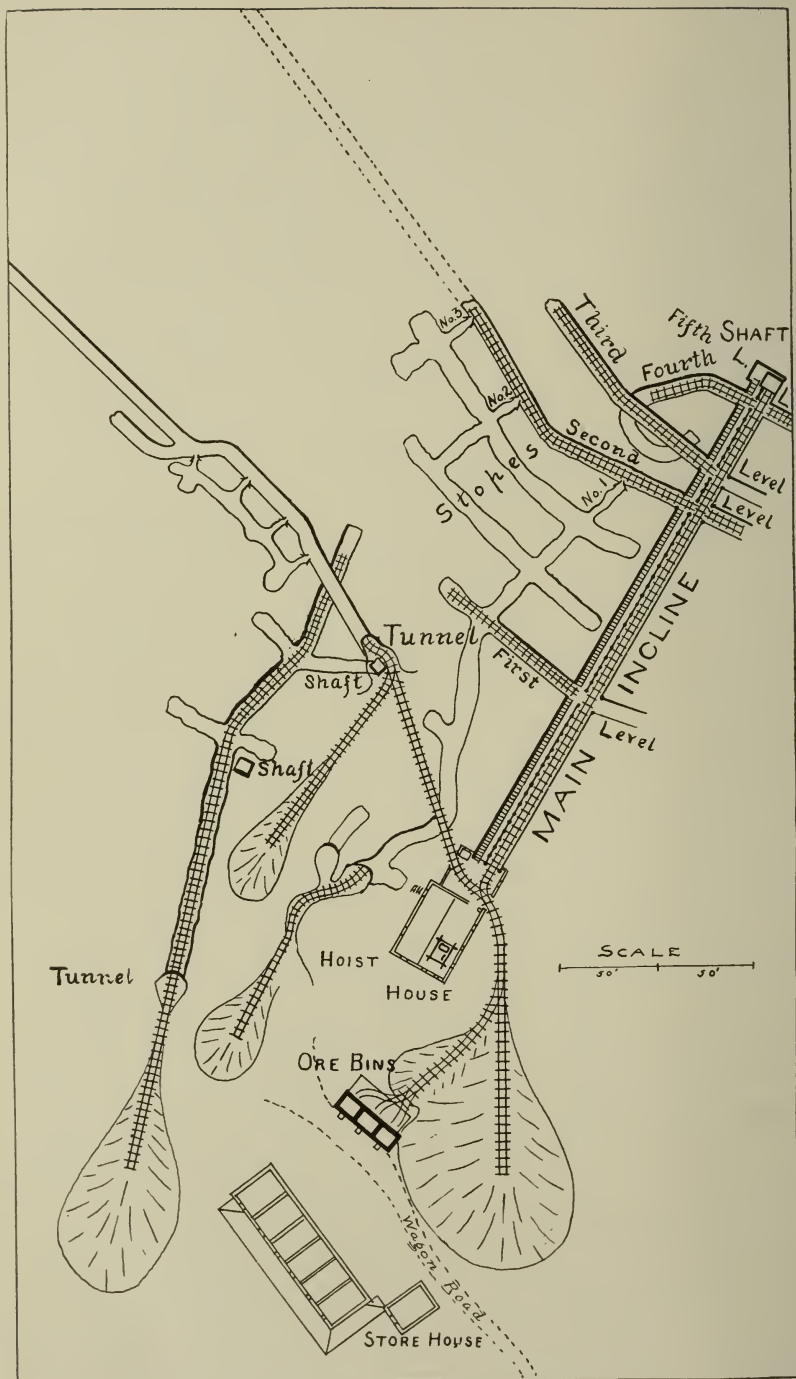 No.3
Third
Fifth SHAFT
L.
L
Fourth
No.2
Second
Stopes
No.1
Level
Level
Tunnel
Shaft
First
MAIN INCLINE
Level
Shaft
SCALE
50' 50'
HOIST
HOUSE
Tunnel
ORE BINS
Wagon Road
STORE HOUSE